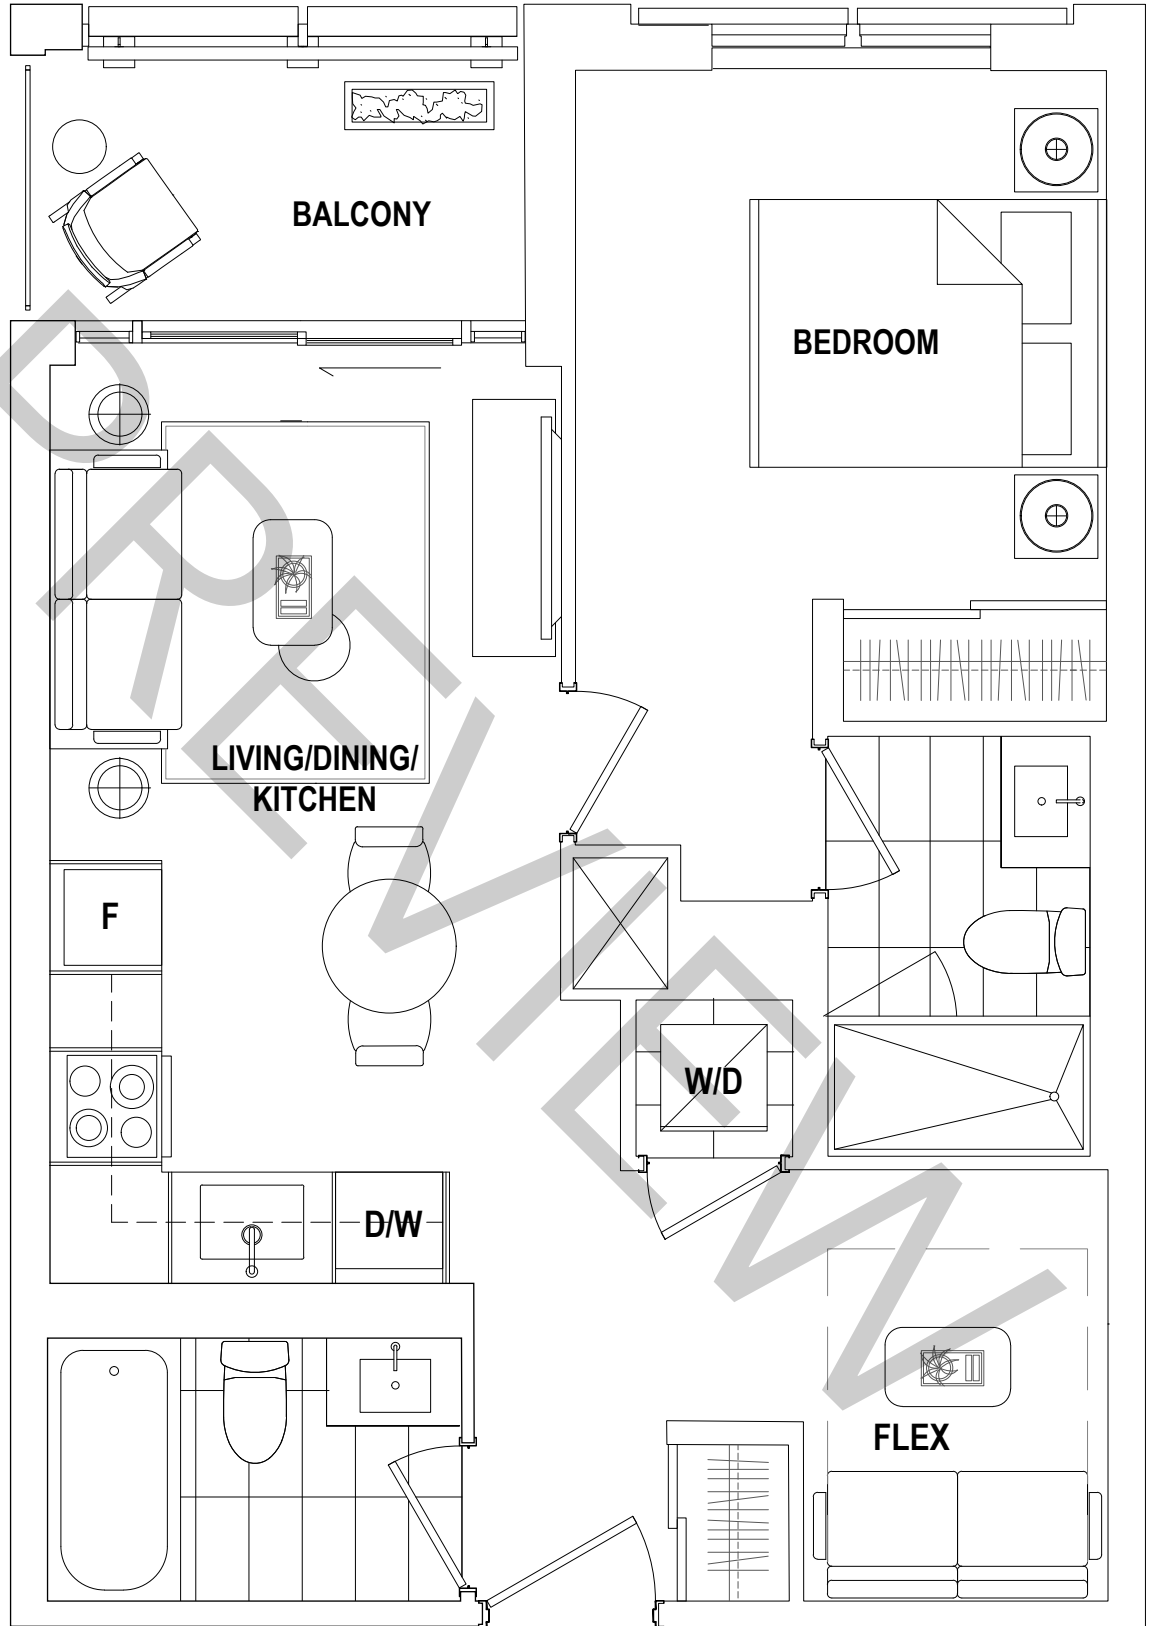 BALCONY
BEDROOM
LIVING/DINING/
KITCHEN
F
W/D
D/W
FLEX
PREVIEW